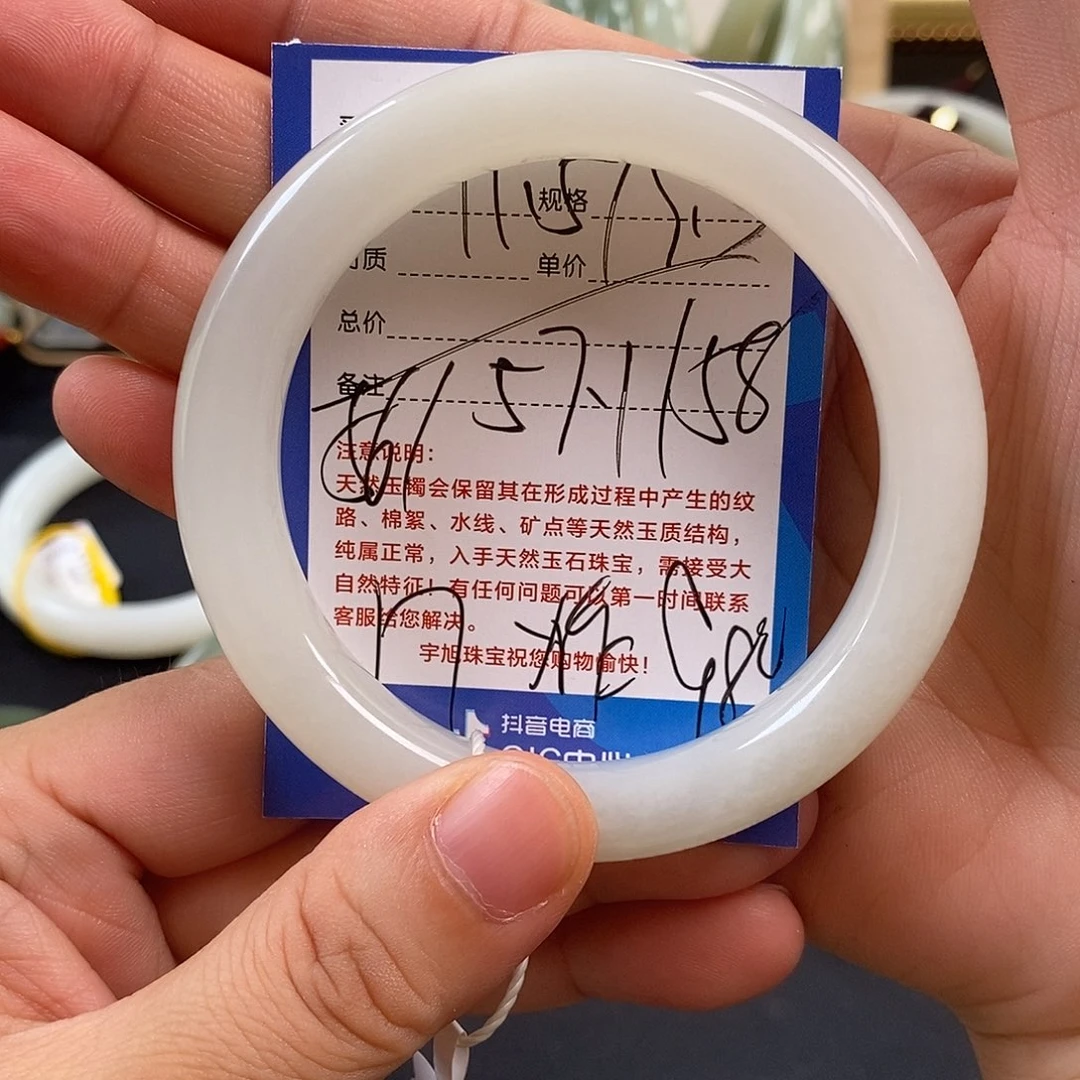 规格
质 单价
总价
备注
5 7.1 / 58
注意说明:
天然玉镯会保留其在形成过程中产生的纹
路、棉絮、水线、矿点等天然玉质结构，
纯属正常，入手天然玉石珠宝，需接受大
自然特征！有任何问题可以第一时间联系
客服给您解决。
宇旭珠宝祝您购物愉快!
抖音电商